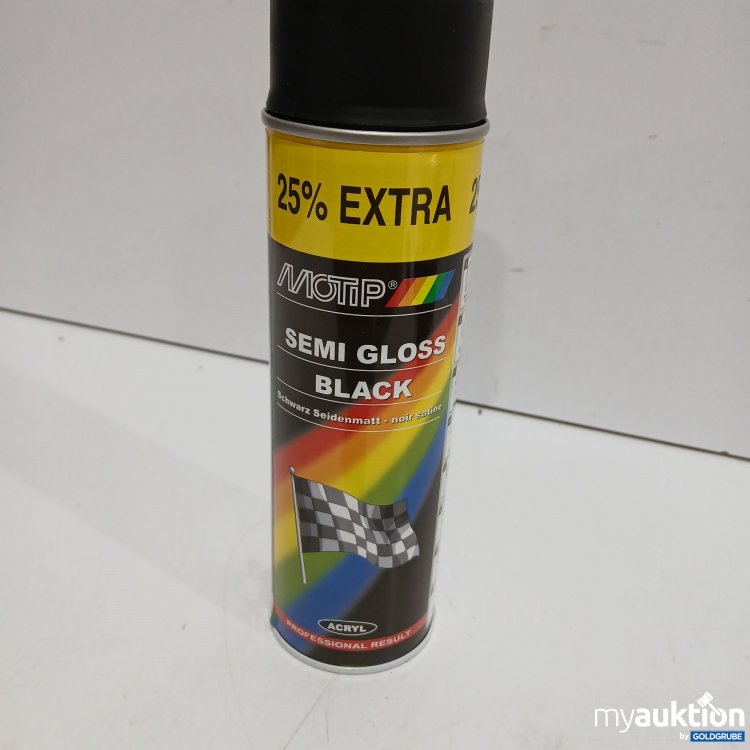 25% EXTRA
MOTIP®
SEMI GLOSS
BLACK
Schwarz Seidenmatt - noir satiné
ACRYL
PROFESSIONAL RESULT
myauktion
by GOLDGRUBE